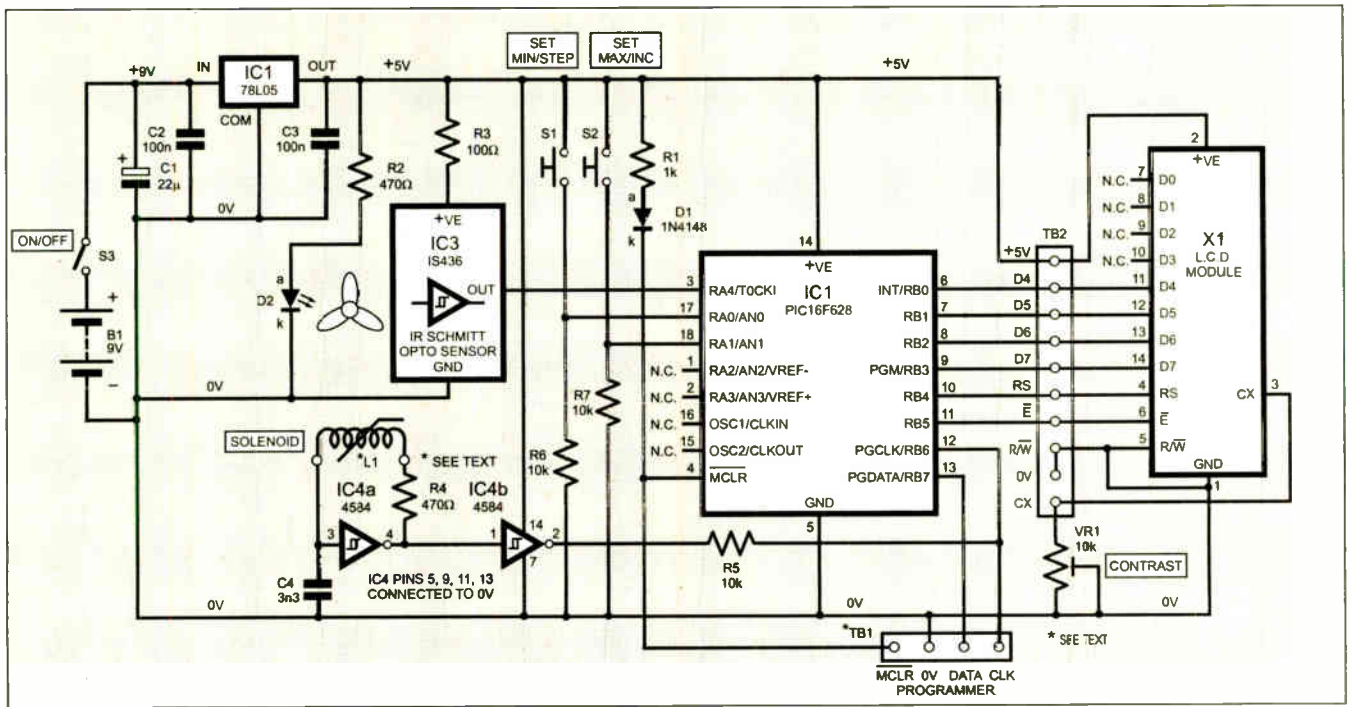 SET
MIN/STEP
SET
MAX/INC
+9V
IN
IC1
78L05
OUT
COM
+5V
+5V
C2
100n
C3
100n
+
C1
22µ
R2
470Ω
R3
100Ω
S1
S2
R1
1k
a
D1
1N4148
k
0V
ON/OFF
S3
+
B1
9V
−
a
D2
k
0V
+VE
IC3
IS436
OUT
IR SCHMITT
OPTO SENSOR
GND
14
+VE
IC1
PIC16F628
3
RA4/T0CKI
17
RA0/AN0
18
RA1/AN1
N.C.
1
RA2/AN2/VREF-
N.C.
2
RA3/AN3/VREF+
N.C.
16
OSC1/CLKIN
N.C.
15
OSC2/CLKOUT
4
MCLR
INT/RB0
6
RB1
7
RB2
8
PGM/RB3
9
RB4
10
RB5
11
PGCLK/RB6
12
PGDATA/RB7
13
GND
5
TB2
+5V
D4
D5
D6
D7
RS
E
R/W
0V
CX
2
+VE
N.C.
7
D0
N.C.
8
D1
N.C.
9
D2
N.C.
10
D3
11
D4
12
D5
13
D6
14
D7
4
RS
6
E
5
R/W
X1
L.C.D
MODULE
CX
3
GND
1
R7
10k
R6
10k
SOLENOID
*L1
* SEE TEXT
IC4a
4584
R4
470Ω
IC4b
4584
3
4
1
14
2
7
C4
3n3
IC4 PINS 5, 9, 11, 13
CONNECTED TO 0V
R5
10k
VR1
10k
CONTRAST
0V
0V
0V
* SEE TEXT
*TB1
MCLR 0V DATA CLK
PROGRAMMER